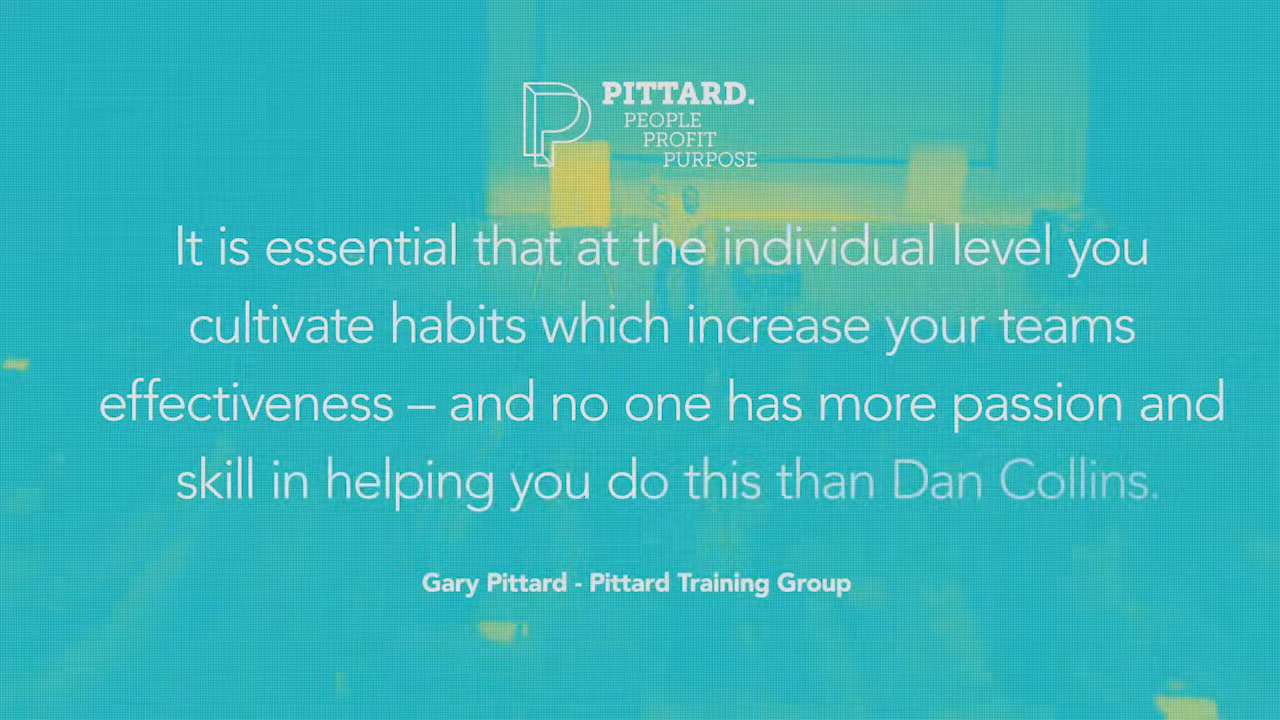 PITTARD.
PEOPLE
PROFIT
PURPOSE
It is essential that at the individual level you
cultivate habits which increase your teams
effectiveness – and no one has more passion and
skill in helping you do this than Dan Collins.
Gary Pittard - Pittard Training Group